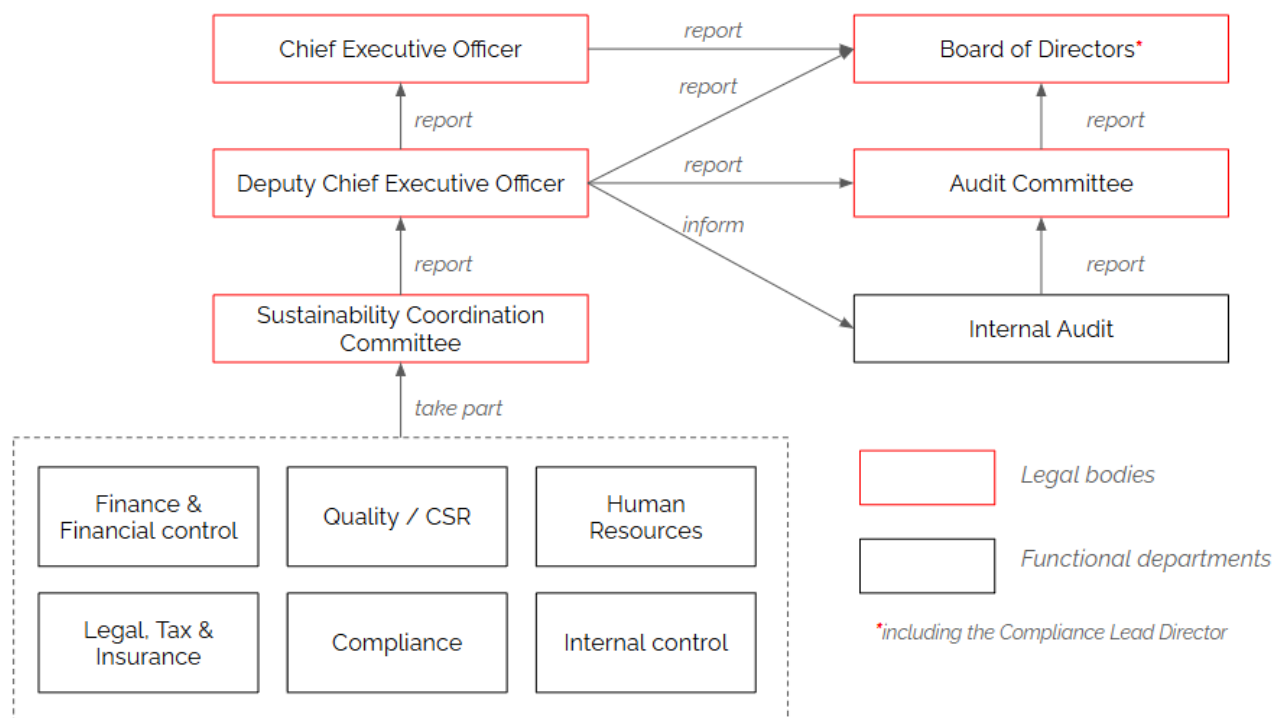 Chief Executive Officer
report
Board of Directors*
report
report
report
Deputy Chief Executive Officer
report
Audit Committee
inform
report
report
Sustainability Coordination
Committee
Internal Audit
take part
Finance &
Financial control
Quality / CSR
Human
Resources
Legal, Tax &
Insurance
Compliance
Internal control
Legal bodies
Functional departments
*including the Compliance Lead Director